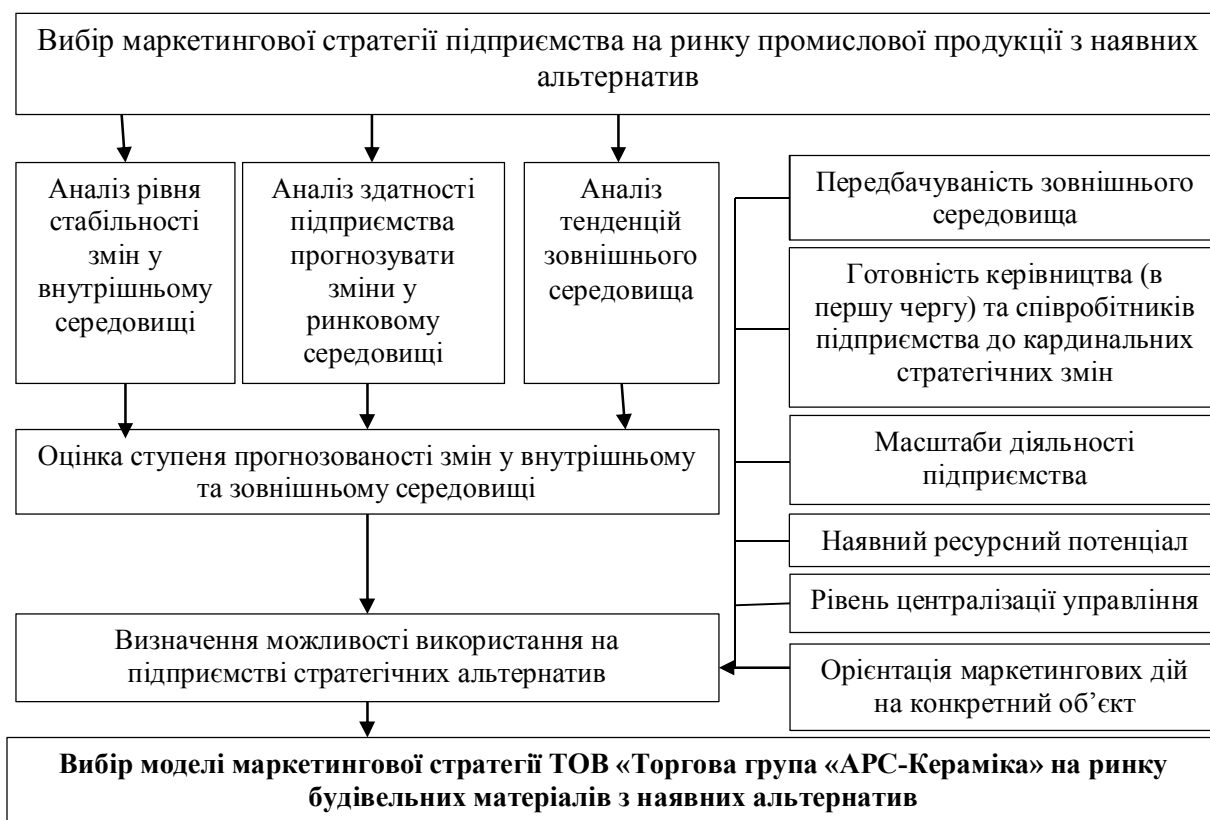 Вибір маркетингової стратегії підприємства на ринку промислової продукції з наявних
альтернатив
Аналіз рівня
стабільності
змін у
внутрішньому
середовищі
Аналіз здатності
підприємства
прогнозувати
зміни у
ринковому
середовищі
Аналіз
тенденцій
зовнішнього
середовища
Передбачуваність зовнішнього
середовища
Готовність керівництва (в
першу чергу) та співробітників
підприємства до кардинальних
стратегічних змін
Масштаби діяльності
підприємства
Наявний ресурсний потенціал
Рівень централізації управління
Орієнтація маркетингових дій
на конкретний об’єкт
Оцінка ступеня прогнозованості змін у внутрішньому
та зовнішньому середовищі
Визначення можливості використання на
підприємстві стратегічних альтернатив
Вибір моделі маркетингової стратегії ТОВ «Торгова група «АРС-Кераміка» на ринку
будівельних матеріалів з наявних альтернатив